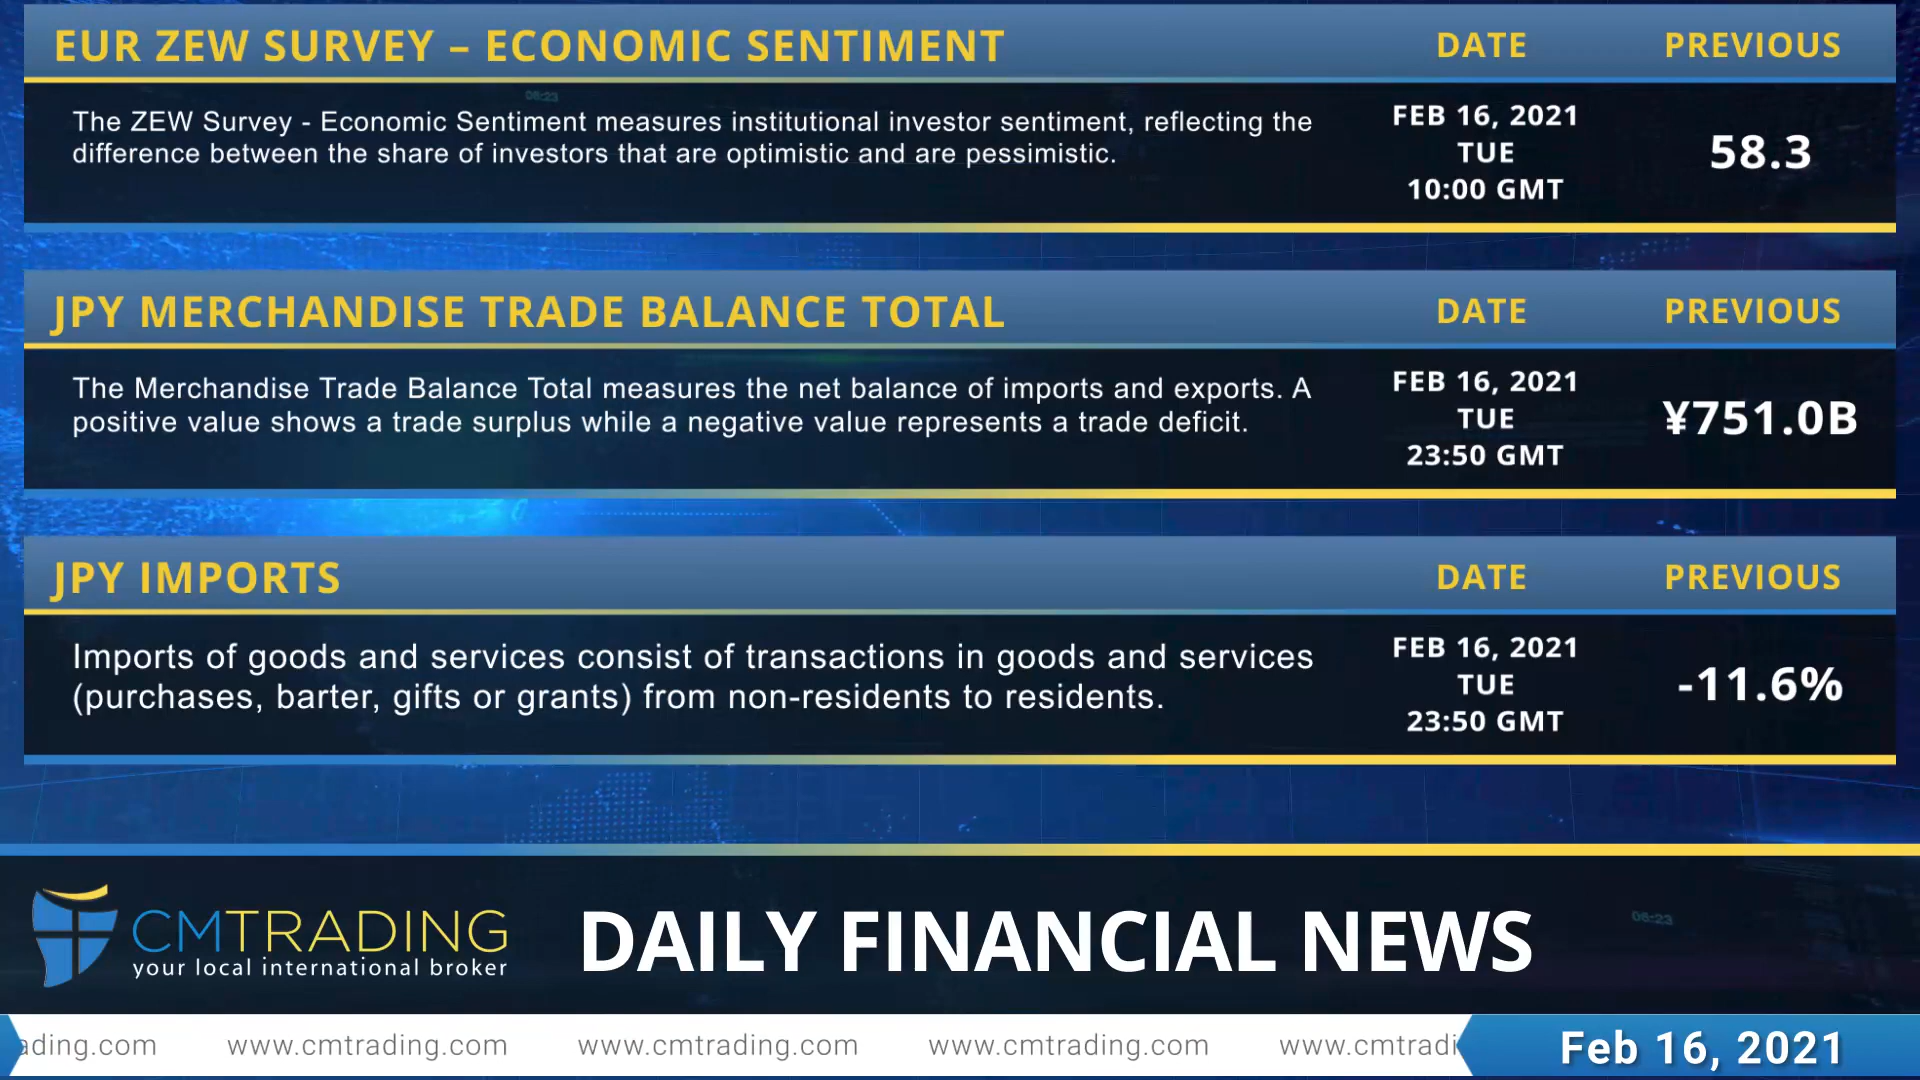 EUR ZEW SURVEY – ECONOMIC SENTIMENT DATE PREVIOUS
The ZEW Survey - Economic Sentiment measures institutional investor sentiment, reflecting the
difference between the share of investors that are optimistic and are pessimistic.
FEB 16, 2021
TUE
10:00 GMT
58.3
JPY MERCHANDISE TRADE BALANCE TOTAL DATE PREVIOUS
The Merchandise Trade Balance Total measures the net balance of imports and exports. A
positive value shows a trade surplus while a negative value represents a trade deficit.
FEB 16, 2021
TUE
23:50 GMT
¥751.0B
JPY IMPORTS DATE PREVIOUS
Imports of goods and services consist of transactions in goods and services
(purchases, barter, gifts or grants) from non-residents to residents.
FEB 16, 2021
TUE
23:50 GMT
-11.6%
CMTRADING
your local international broker
DAILY FINANCIAL NEWS
ading.com www.cmtrading.com www.cmtrading.com www.cmtrading.com www.cmtradi
Feb 16, 2021